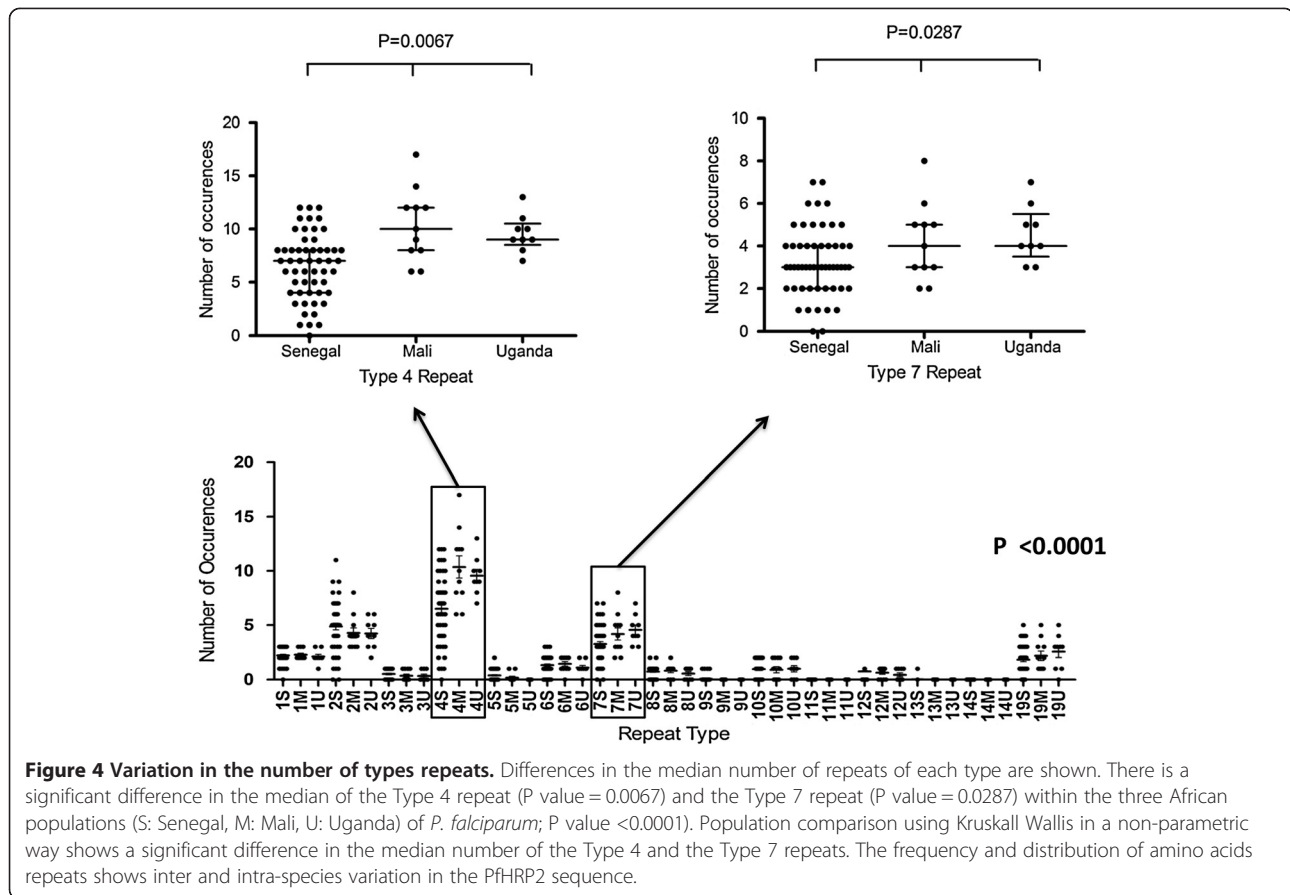 P=0.0067
20
15
10
5
0
Number of occurences
Senegal Mali Uganda
Type 4 Repeat
P=0.0287
10
8
6
4
2
0
Number of occurrences
Senegal Mali Uganda
Type 7 Repeat
20
15
10
5
0
Number of Occurences
P <0.0001
1S 1M 1U 2S 2M 2U 3S 3M 3U 4S 4M 4U 5S 5M 5U 6S 6M 6U 7S 7M 7U 8S 8M 8U 9S 9M 9U 10S 10M 10U 11S 11M 11U 12S 12M 12U 13S 13M 13U 14S 14M 14U 19S 19M 19U
Repeat Type
Figure 4 Variation in the number of types repeats. Differences in the median number of repeats of each type are shown. There is a
significant difference in the median of the Type 4 repeat (P value = 0.0067) and the Type 7 repeat (P value = 0.0287) within the three African
populations (S: Senegal, M: Mali, U: Uganda) of P. falciparum; P value <0.0001). Population comparison using Kruskall Wallis in a non-parametric
way shows a significant difference in the median number of the Type 4 and the Type 7 repeats. The frequency and distribution of amino acids
repeats shows inter and intra-species variation in the PfHRP2 sequence.